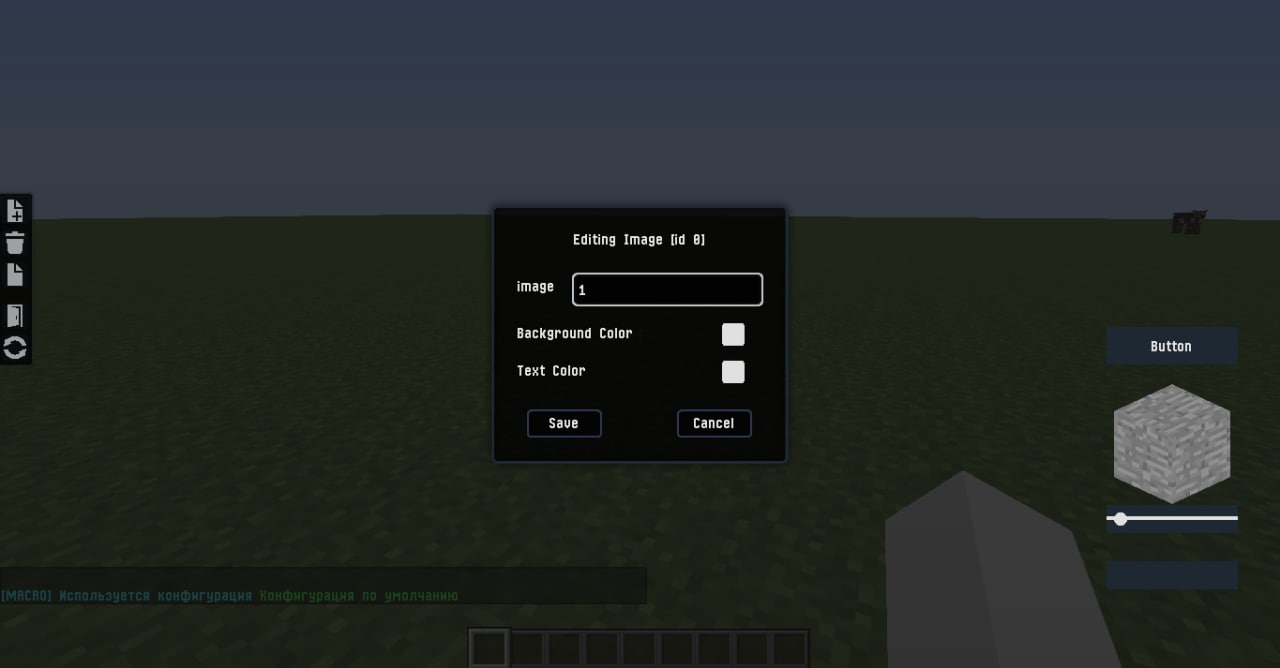 Editing Image [id 0]
image
1
Background Color
Text Color
Save
Cancel
Button
[MACRO] Используется конфигурация Конфигурация по умолчанию